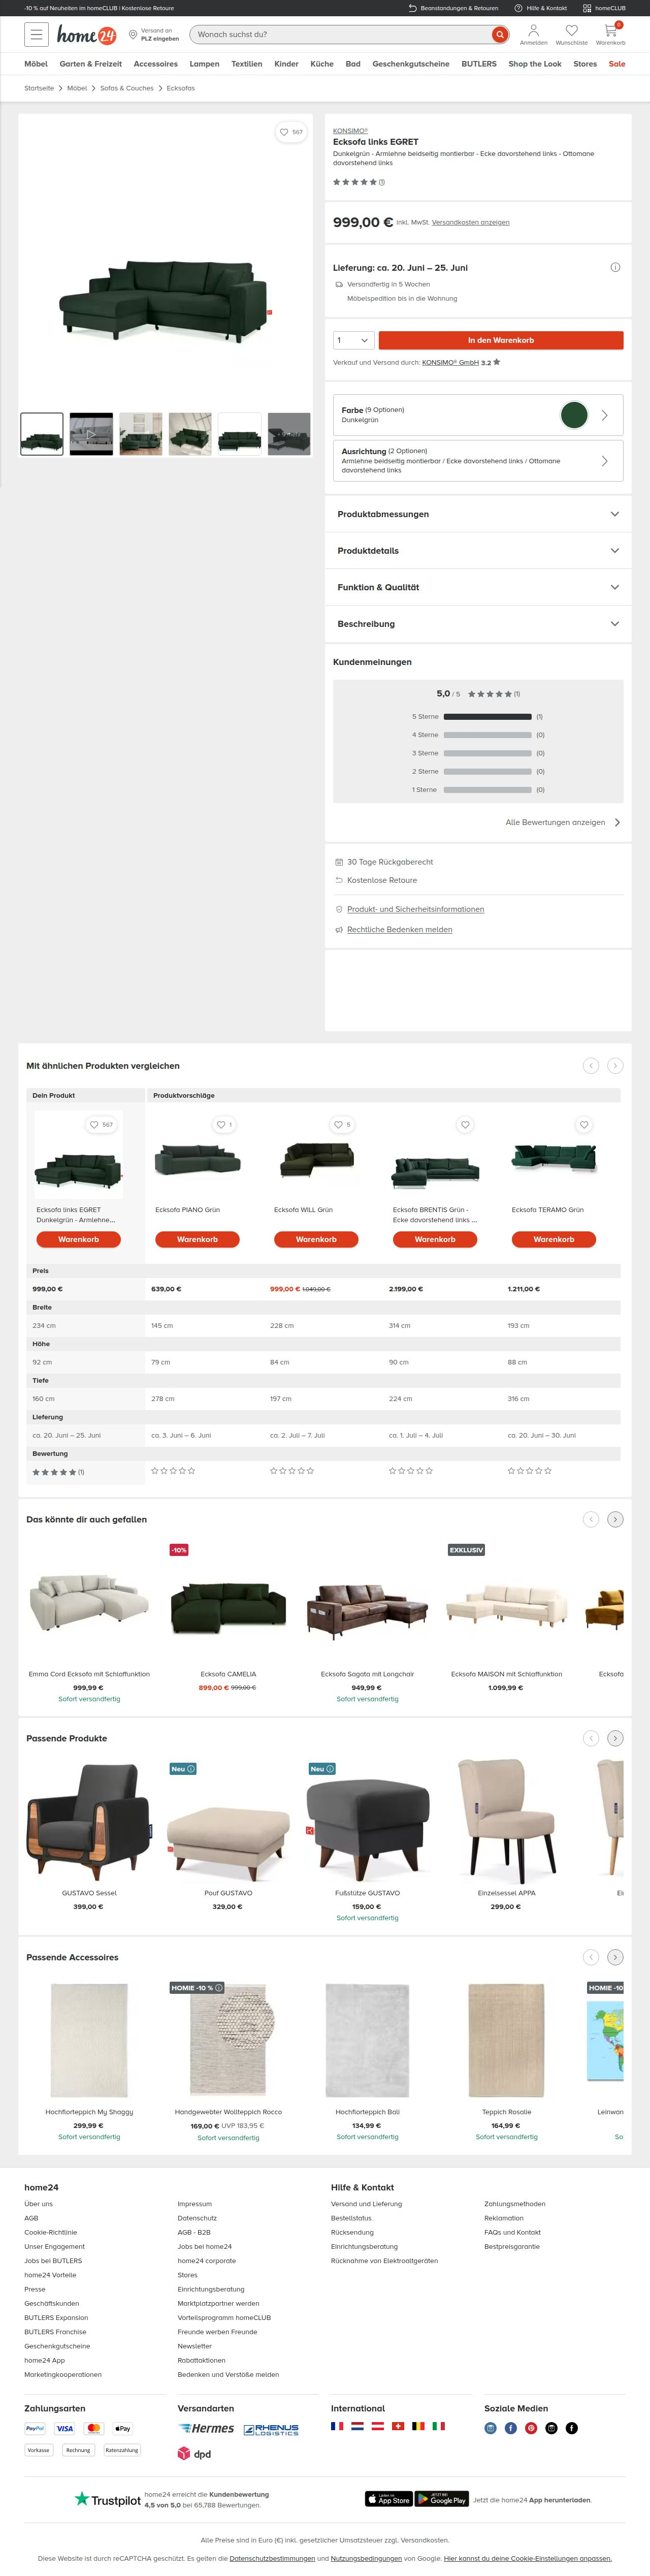 -10 % auf Neuheiten im homeCLUB I Kostenlose Retoure
Beanstandungen & Retouren
Hilfe & Kontakt
homeCLUB
home24
Versand an
PLZ eingeben
Wonach suchst du?
Anmelden
Wunschliste
0
Warenkorb
Möbel Garten & Freizeit Accessoires Lampen Textilien Kinder Küche Bad Geschenkgutscheine BUTLERS Shop the Look Stores Sale
Startseite > Möbel > Sofas & Couches > Ecksofas
567
KONSIMO®
Ecksofa links EGRET
Dunkelgrün - Armlehne beidseitig montierbar - Ecke davorstehend links - Ottomane
davorstehend links
(1)
999,00 € inkl. MwSt. Versandkosten anzeigen
Lieferung: ca. 20. Juni – 25. Juni
Versandfertig in 5 Wochen
Möbelspedition bis in die Wohnung
1
In den Warenkorb
Verkauf und Versand durch: KONSIMO® GmbH 3.2 ★
Farbe (9 Optionen)
Dunkelgrün
Ausrichtung (2 Optionen)
Armlehne beidseitig montierbar / Ecke davorstehend links / Ottomane
davorstehend links
Produktabmessungen
Produktdetails
Funktion & Qualität
Beschreibung
Kundenmeinungen
5,0 / 5 ★★★★★ (1)
5 Sterne (1)
4 Sterne (0)
3 Sterne (0)
2 Sterne (0)
1 Sterne (0)
Alle Bewertungen anzeigen
30 Tage Rückgaberecht
Kostenlose Retoure
Produkt- und Sicherheitsinformationen
Rechtliche Bedenken melden
Mit ähnlichen Produkten vergleichen
Dein Produkt Produktvorschläge
567 1 5
Ecksofa links EGRET
Dunkelgrün - Armlehne...
Ecksofa PIANO Grün
Ecksofa WILL Grün
Ecksofa BRENTIS Grün -
Ecke davorstehend links ...
Ecksofa TERAMO Grün
Warenkorb Warenkorb Warenkorb Warenkorb Warenkorb
Preis
999,00 € 639,00 € 999,00 € 1.049,00 € 2.199,00 € 1.211,00 €
Breite
234 cm 145 cm 228 cm 314 cm 193 cm
Höhe
92 cm 79 cm 84 cm 90 cm 88 cm
Tiefe
160 cm 278 cm 197 cm 224 cm 316 cm
Lieferung
ca. 20. Juni – 25. Juni ca. 3. Juni – 6. Juni ca. 2. Juli – 7. Juli ca. 1. Juli – 4. Juli ca. 20. Juni – 30. Juni
Bewertung
★★★★★ (1) ☆☆☆☆☆ ☆☆☆☆☆ ☆☆☆☆☆ ☆☆☆☆☆
Das könnte dir auch gefallen
-10%
EXKLUSIV
Emma Cord Ecksofa mit Schlaffunktion
999,99 €
Sofort versandfertig
Ecksofa CAMELIA
899,00 € 999,00 €
Ecksofa Sagata mit Longchair
949,99 €
Sofort versandfertig
Ecksofa MAISON mit Schlaffunktion
1.099,99 €
Ecksofa
Passende Produkte
Neu
Neu
GUSTAVO Sessel
399,00 €
Pouf GUSTAVO
329,00 €
Fußstütze GUSTAVO
159,00 €
Sofort versandfertig
Einzelsessel APPA
299,00 €
Passende Accessoires
HOMIE -10 %
HOMIE -10
Hochflorteppich My Shaggy
299,99 €
Sofort versandfertig
Handgewebter Wollteppich Rocco
169,00 € UVP 183,95 €
Sofort versandfertig
Hochflorteppich Bali
134,99 €
Sofort versandfertig
Teppich Rosalie
164,99 €
Sofort versandfertig
Leinwan
So
home24
Über uns
AGB
Cookie-Richtlinie
Unser Engagement
Jobs bei BUTLERS
home24 Vorteile
Presse
Geschäftskunden
BUTLERS Expansion
BUTLERS Franchise
Geschenkgutscheine
home24 App
Marketingkooperationen
Impressum
Datenschutz
AGB - B2B
Jobs bei home24
home24 corporate
Stores
Einrichtungsberatung
Marktplatzpartner werden
Vorteilsprogramm homeCLUB
Freunde werben Freunde
Newsletter
Rabattaktionen
Bedenken und Verstöße melden
Hilfe & Kontakt
Versand und Lieferung
Bestellstatus
Rücksendung
Einrichtungsberatung
Rücknahme von Elektroaltgeräten
Zahlungsmethoden
Reklamation
FAQs und Kontakt
Bestpreisgarantie
Zahlungsarten
PayPal VISA mastercard Pay
Vorkasse Rechnung Ratenzahlung
Versandarten
Hermes RHENUS LOGISTICS
dpd
International
Soziale Medien
Trustpilot
home24 erreicht die Kundenbewertung
4,5 von 5,0 bei 65,788 Bewertungen.
Laden im
App Store
JETZT BEI
Google Play
Jetzt die home24 App herunterladen.
Alle Preise sind in Euro (€) inkl. gesetzlicher Umsatzsteuer zzgl. Versandkosten.
Diese Website ist durch reCAPTCHA geschützt. Es gelten die Datenschutzbestimmungen und Nutzungsbedingungen von Google. Hier kannst du deine Cookie-Einstellungen anpassen.